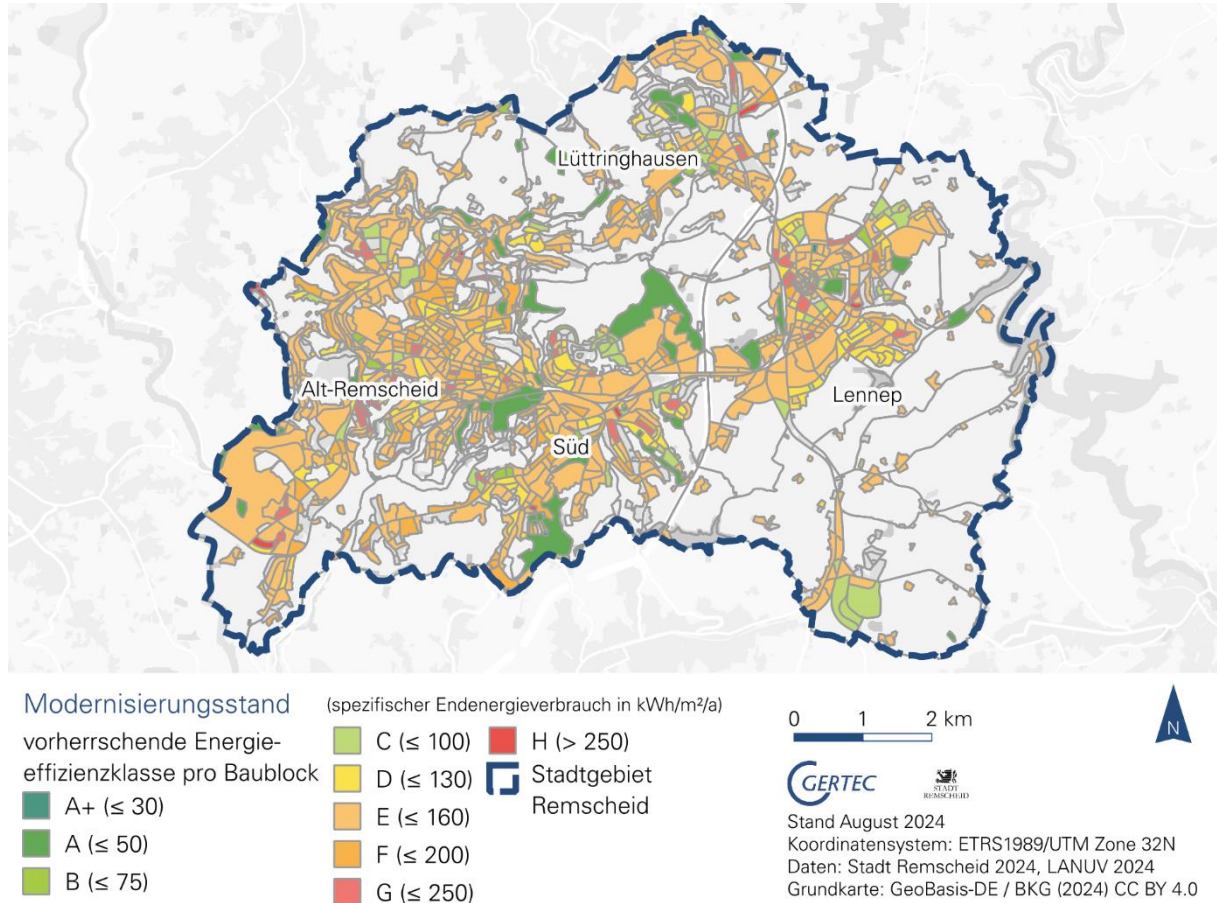 Lüttringhausen
Alt-Remscheid
Lennep
Süd
Modernisierungsstand
vorherrschende Energie-
effizienzklasse pro Baublock
A+ (≤ 30)
A (≤ 50)
B (≤ 75)
(spezifischer Endenergieverbrauch in kWh/m²/a)
C (≤ 100)
D (≤ 130)
E (≤ 160)
F (≤ 200)
G (≤ 250)
H (> 250)
Stadtgebiet
Remscheid
0 1 2 km
N
GERTEC
STADT
REMSCHEID
Stand August 2024
Koordinatensystem: ETRS1989/UTM Zone 32N
Daten: Stadt Remscheid 2024, LANUV 2024
Grundkarte: GeoBasis-DE / BKG (2024) CC BY 4.0